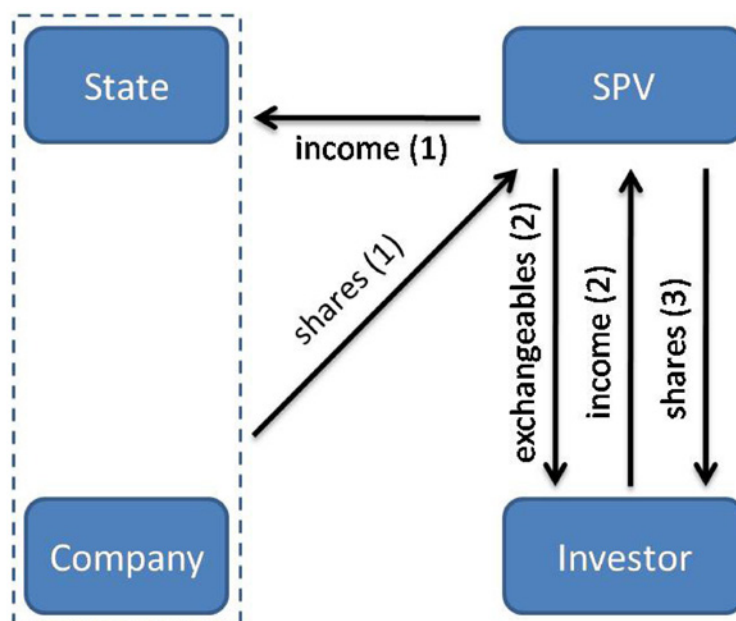 State
SPV
income (1)
shares (1)
exchangeables (2)
income (2)
shares (3)
Company
Investor